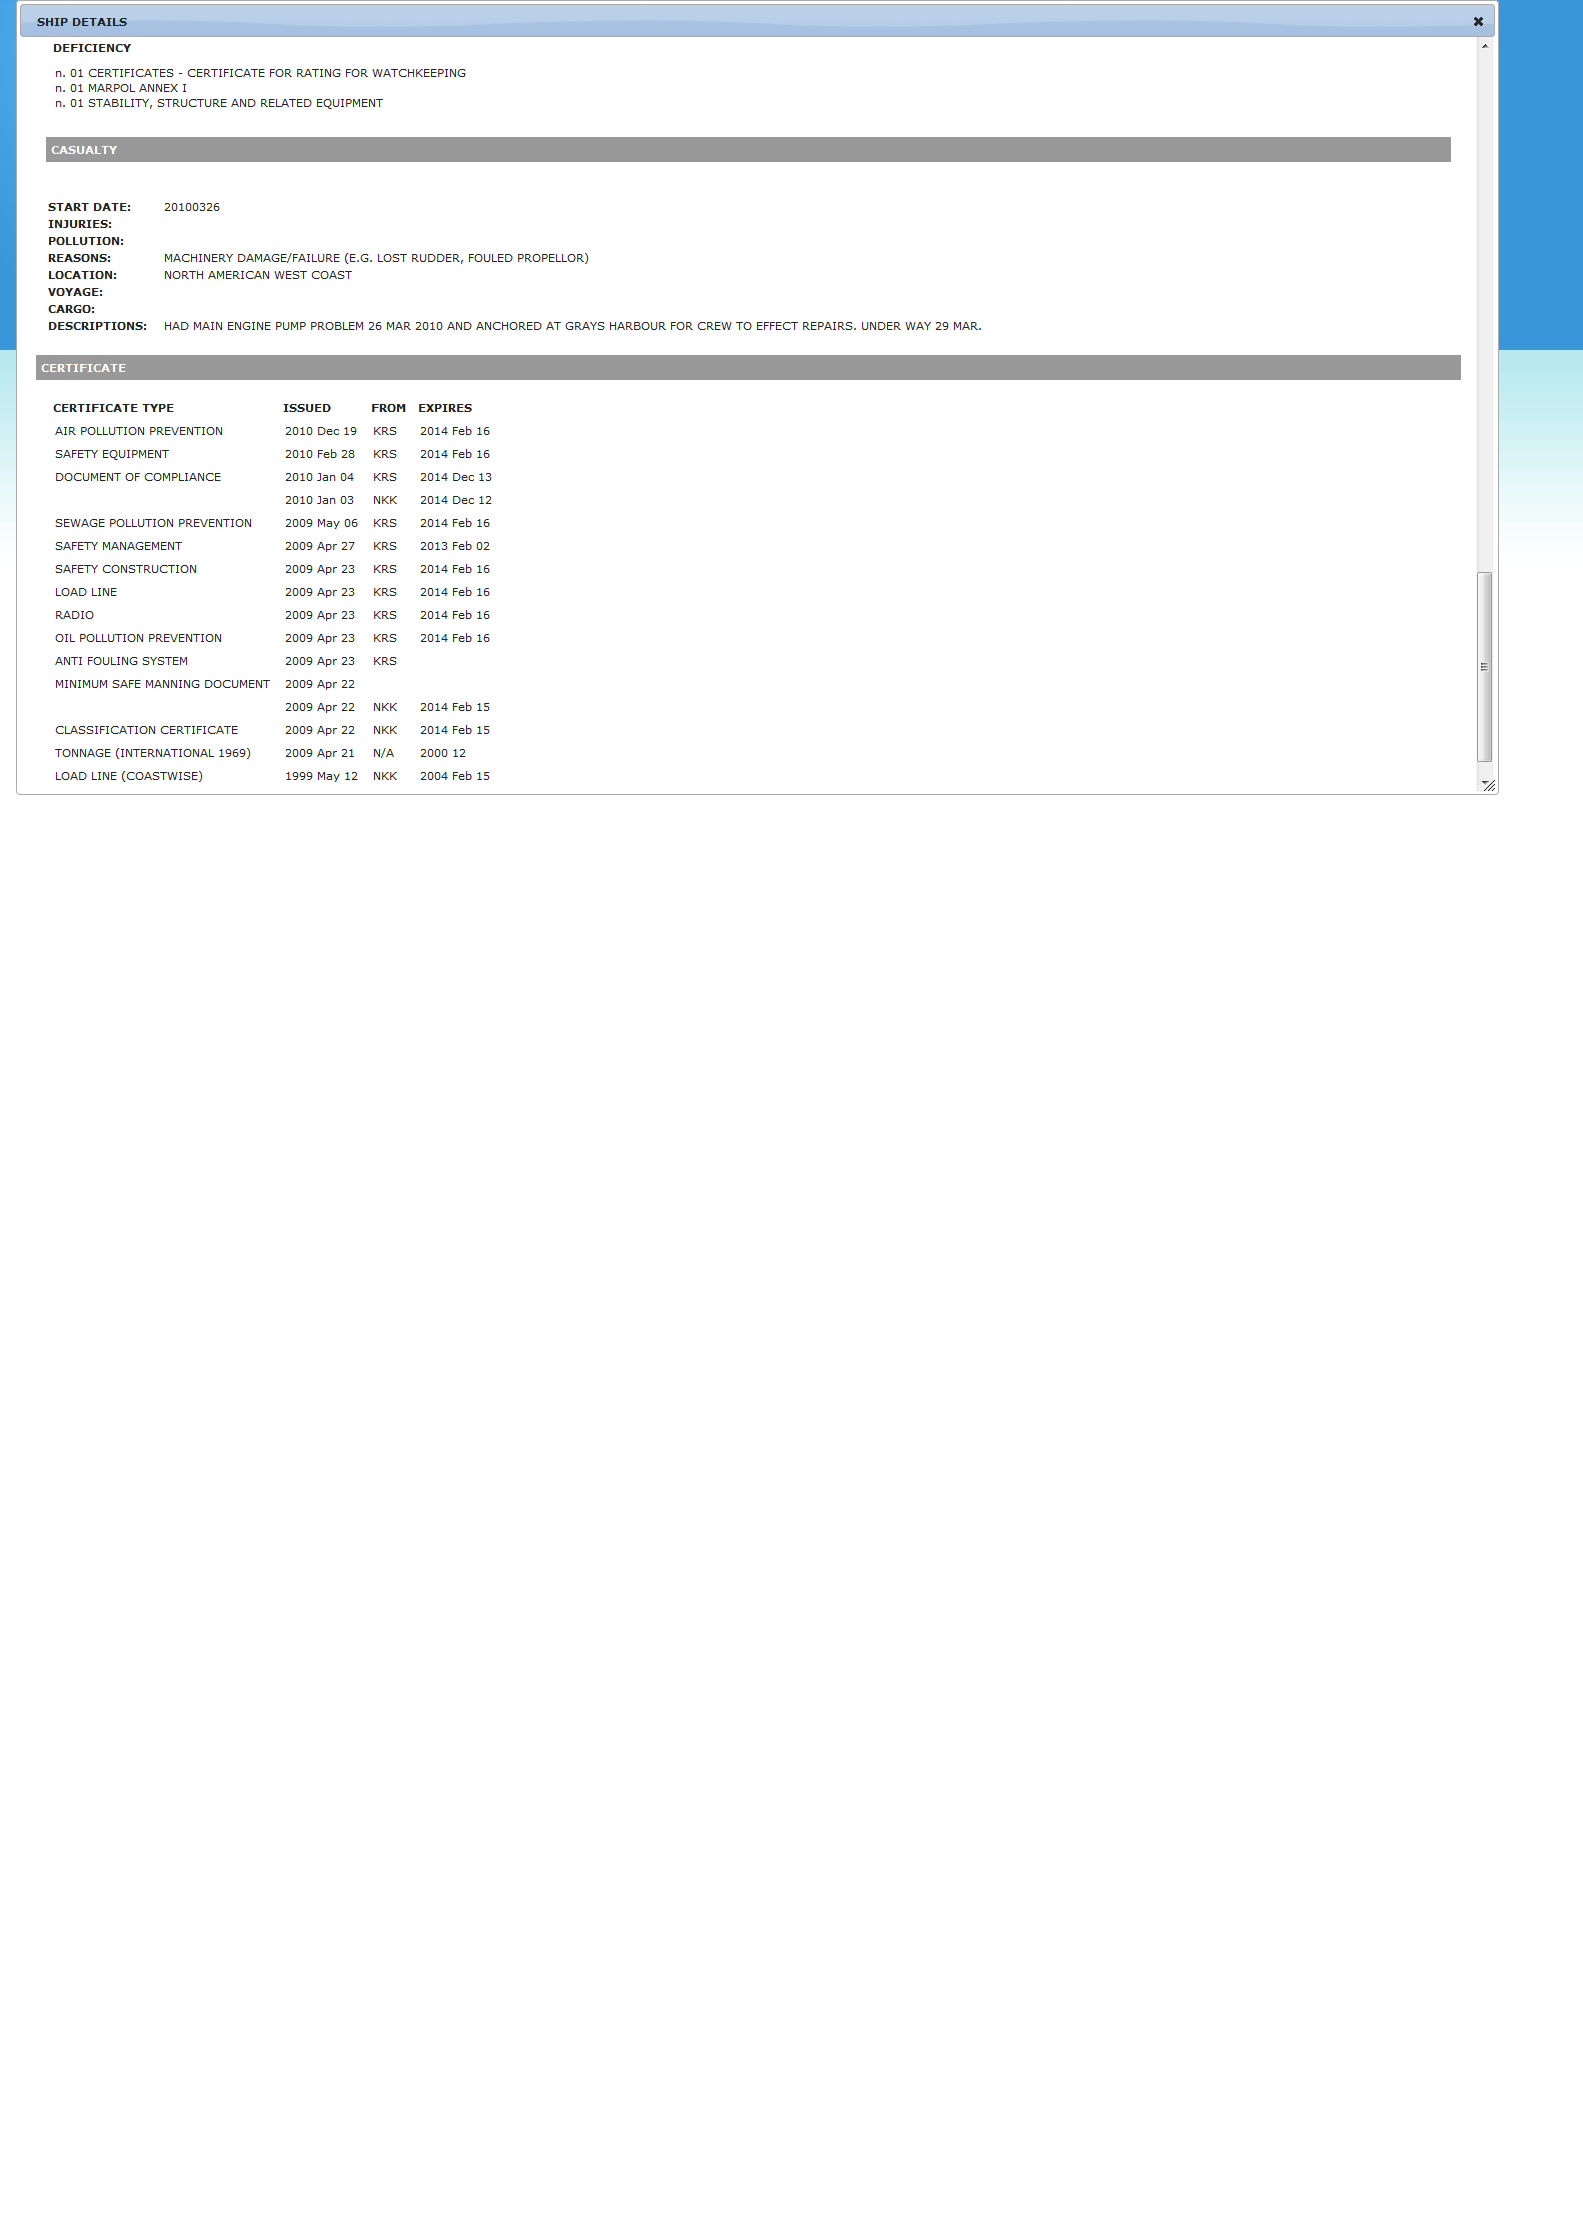 SHIP DETAILS
DEFICIENCY
n. 01 CERTIFICATES - CERTIFICATE FOR RATING FOR WATCHKEEPING
n. 01 MARPOL ANNEX I
n. 01 STABILITY, STRUCTURE AND RELATED EQUIPMENT
CASUALTY
START DATE: 20100326
INJURIES:
POLLUTION:
REASONS: MACHINERY DAMAGE/FAILURE (E.G. LOST RUDDER, FOULED PROPELLOR)
LOCATION: NORTH AMERICAN WEST COAST
VOYAGE:
CARGO:
DESCRIPTIONS: HAD MAIN ENGINE PUMP PROBLEM 26 MAR 2010 AND ANCHORED AT GRAYS HARBOUR FOR CREW TO EFFECT REPAIRS. UNDER WAY 29 MAR.
CERTIFICATE
CERTIFICATE TYPE ISSUED FROM EXPIRES
AIR POLLUTION PREVENTION 2010 Dec 19 KRS 2014 Feb 16
SAFETY EQUIPMENT 2010 Feb 28 KRS 2014 Feb 16
DOCUMENT OF COMPLIANCE 2010 Jan 04 KRS 2014 Dec 13
2010 Jan 03 NKK 2014 Dec 12
SEWAGE POLLUTION PREVENTION 2009 May 06 KRS 2014 Feb 16
SAFETY MANAGEMENT 2009 Apr 27 KRS 2013 Feb 02
SAFETY CONSTRUCTION 2009 Apr 23 KRS 2014 Feb 16
LOAD LINE 2009 Apr 23 KRS 2014 Feb 16
RADIO 2009 Apr 23 KRS 2014 Feb 16
OIL POLLUTION PREVENTION 2009 Apr 23 KRS 2014 Feb 16
ANTI FOULING SYSTEM 2009 Apr 23 KRS
MINIMUM SAFE MANNING DOCUMENT 2009 Apr 22
2009 Apr 22 NKK 2014 Feb 15
CLASSIFICATION CERTIFICATE 2009 Apr 22 NKK 2014 Feb 15
TONNAGE (INTERNATIONAL 1969) 2009 Apr 21 N/A 2000 12
LOAD LINE (COASTWISE) 1999 May 12 NKK 2004 Feb 15